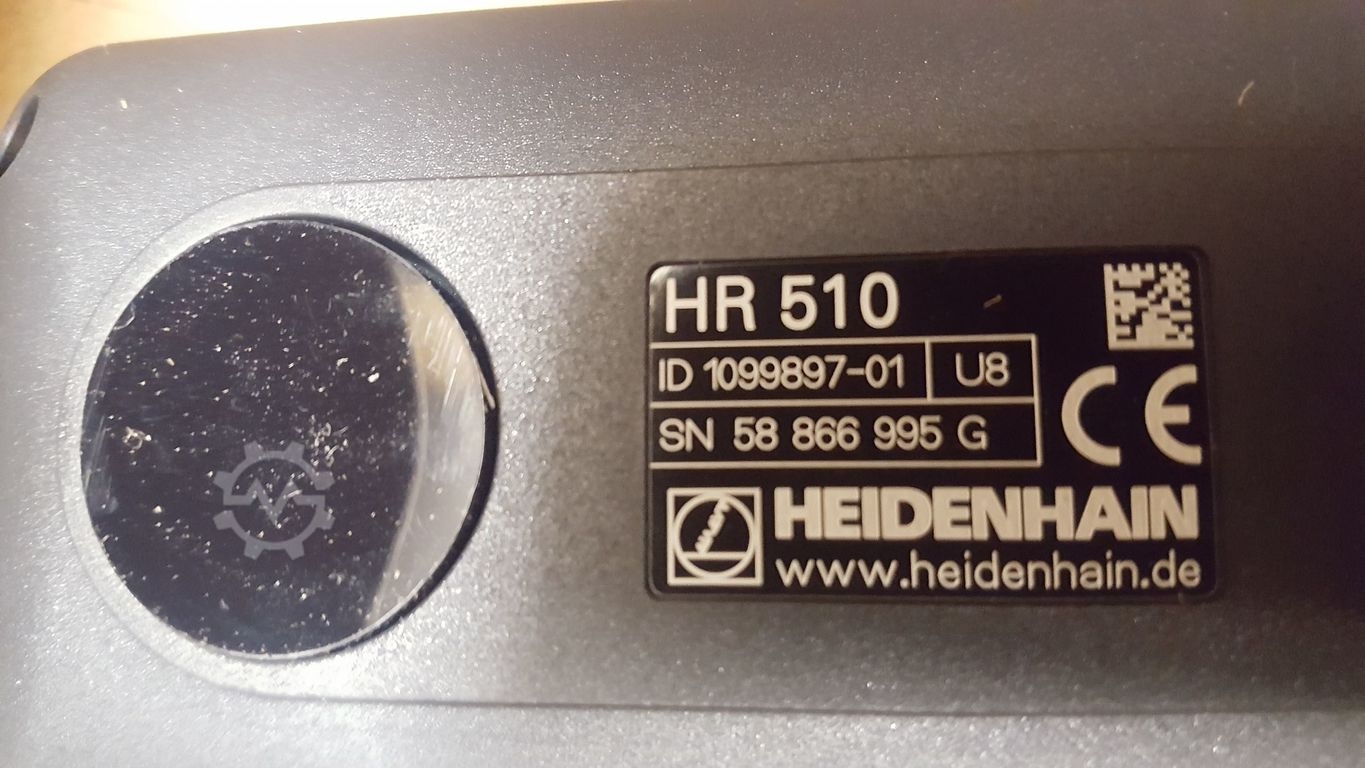 HR 510
ID 1099897-01 U8
SN 58 866 995 G
CE
HEIDENHAIN
www.heidenhain.de